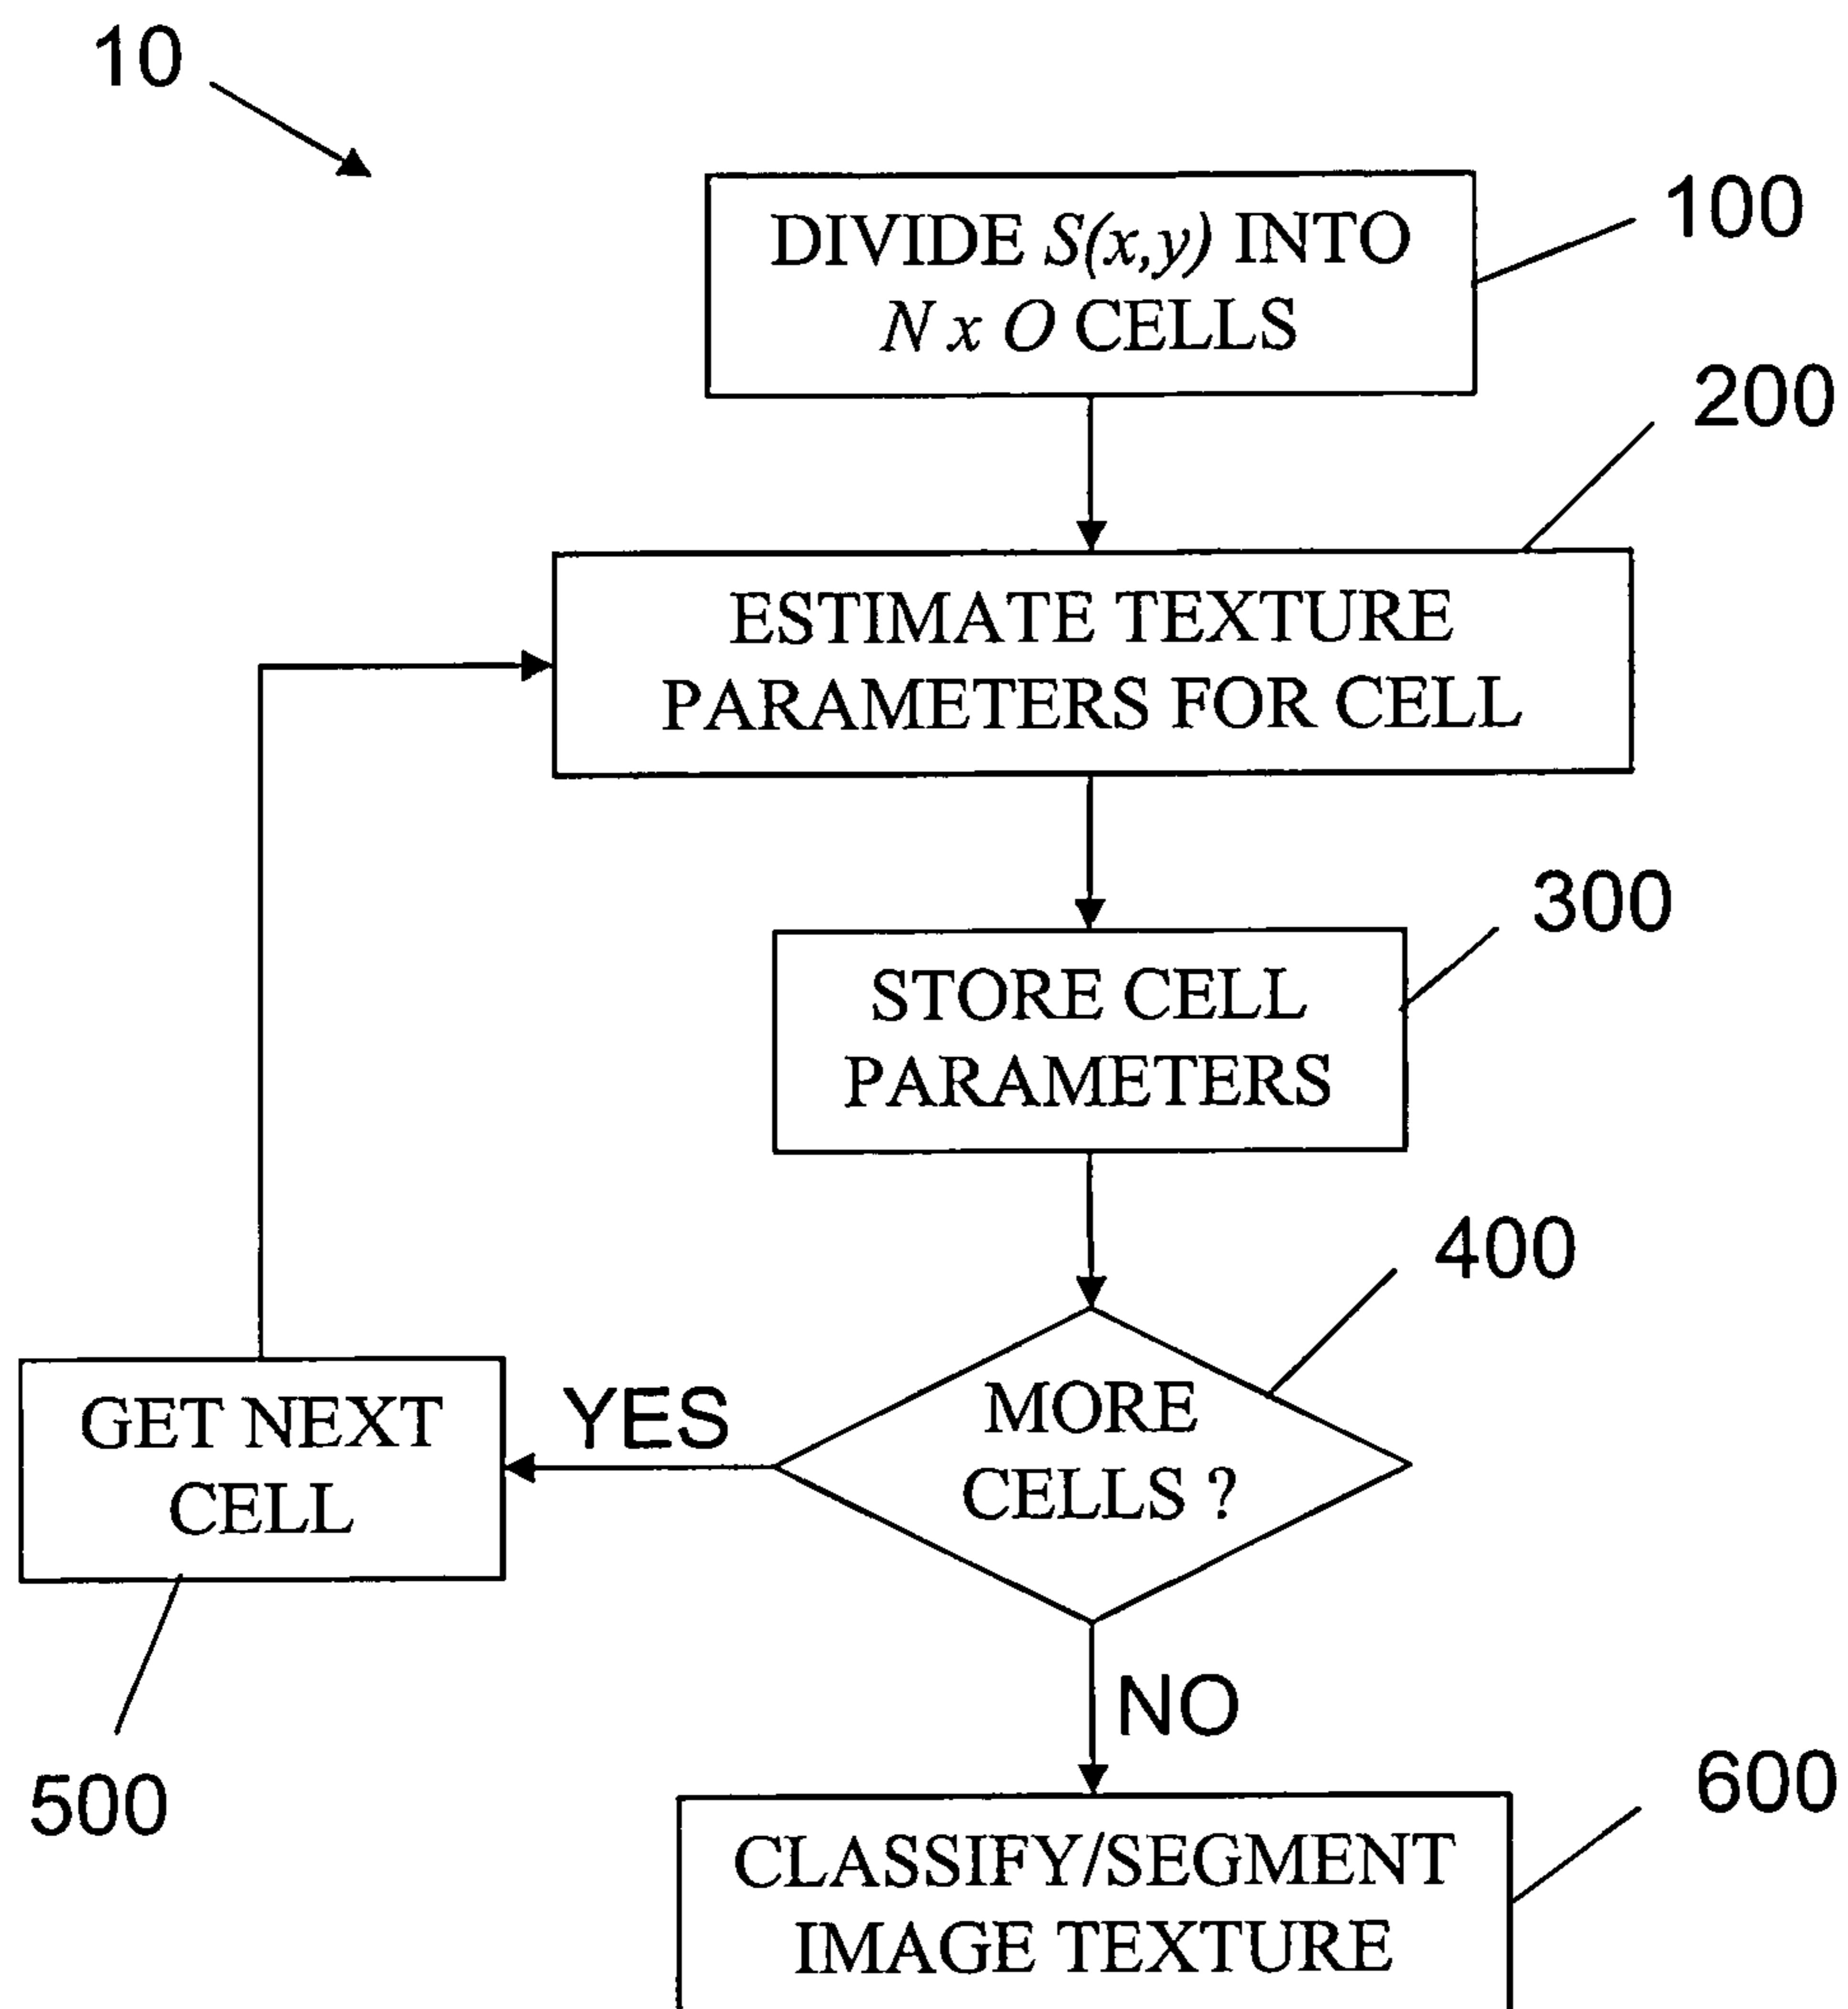 10
DIVIDE S(x,y) INTO
N x O CELLS
100
200
ESTIMATE TEXTURE
PARAMETERS FOR CELL
300
STORE CELL
PARAMETERS
400
MORE
CELLS ?
YES
GET NEXT
CELL
500
NO
600
CLASSIFY/SEGMENT
IMAGE TEXTURE